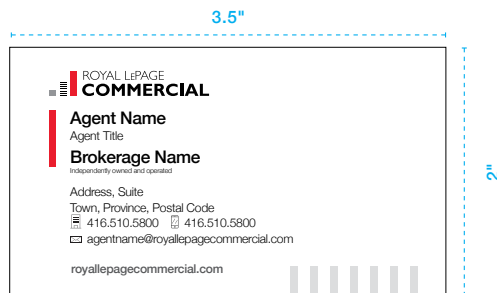 3.5"
ROYAL LEPAGE
COMMERCIAL
Agent Name
Agent Title
Brokerage Name
Independently owned and operated
Address, Suite
Town, Province, Postal Code
416.510.5800 416.510.5800
agentname@royallepagecommercial.com
royallepagecommercial.com
2"